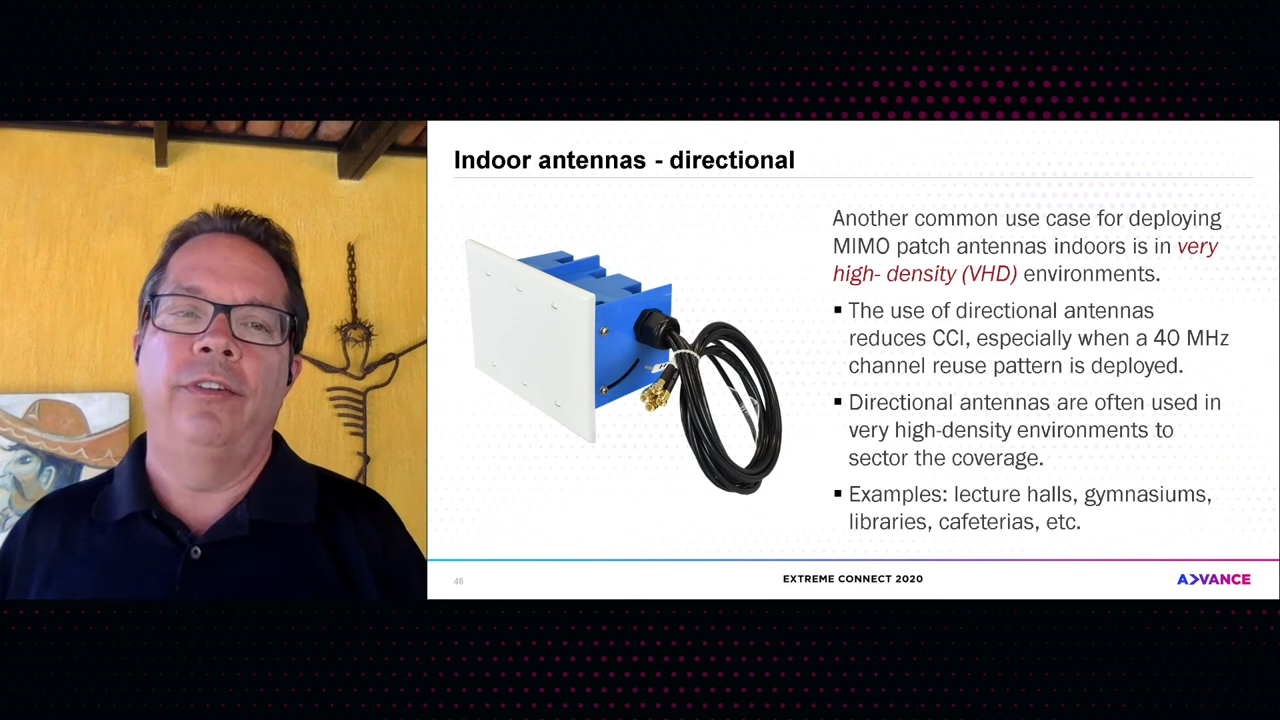 Indoor antennas - directional
Another common use case for deploying
MIMO patch antennas indoors is in very
high- density (VHD) environments.
▪ The use of directional antennas
reduces CCI, especially when a 40 MHz
channel reuse pattern is deployed.
▪ Directional antennas are often used in
very high-density environments to
sector the coverage.
▪ Examples: lecture halls, gymnasiums,
libraries, cafeterias, etc.
46
EXTREME CONNECT 2020
ADVANCE